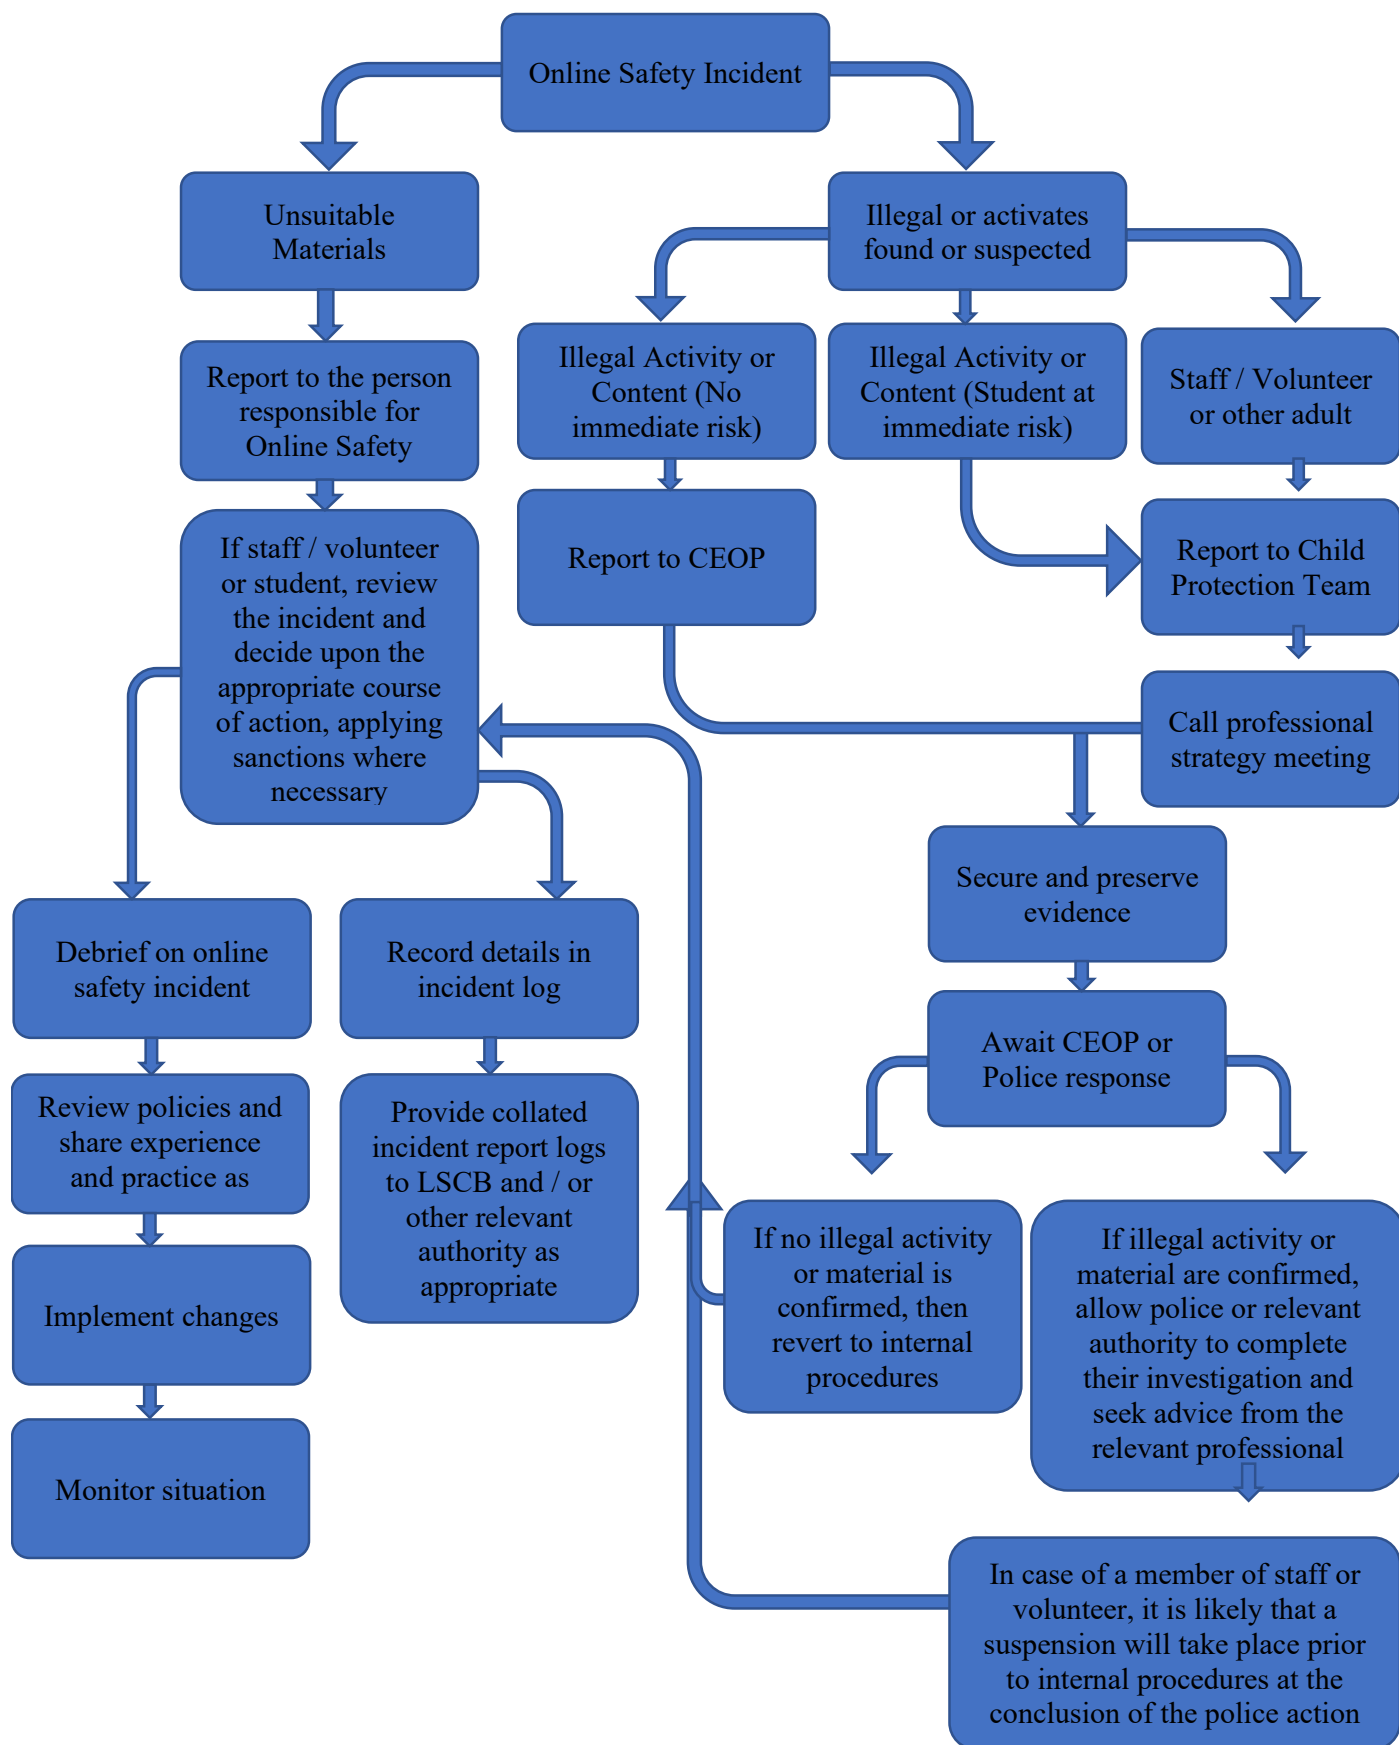 Online Safety Incident
Unsuitable
Materials
Illegal or activates
found or suspected
Report to the person
responsible for
Online Safety
Illegal Activity or
Content (No
immediate risk)
Illegal Activity or
Content (Student at
immediate risk)
Staff / Volunteer
or other adult
If staff / volunteer
or student, review
the incident and
decide upon the
appropriate course
of action, applying
sanctions where
necessary
Report to CEOP
Report to Child
Protection Team
Call professional
strategy meeting
Secure and preserve
evidence
Debrief on online
safety incident
Record details in
incident log
Await CEOP or
Police response
Review policies and
share experience
and practice as
Provide collated
incident report logs
to LSCB and / or
other relevant
authority as
appropriate
If no illegal activity
or material is
confirmed, then
revert to internal
procedures
If illegal activity or
material are confirmed,
allow police or relevant
authority to complete
their investigation and
seek advice from the
relevant professional
Implement changes
Monitor situation
In case of a member of staff or
volunteer, it is likely that a
suspension will take place prior
to internal procedures at the
conclusion of the police action